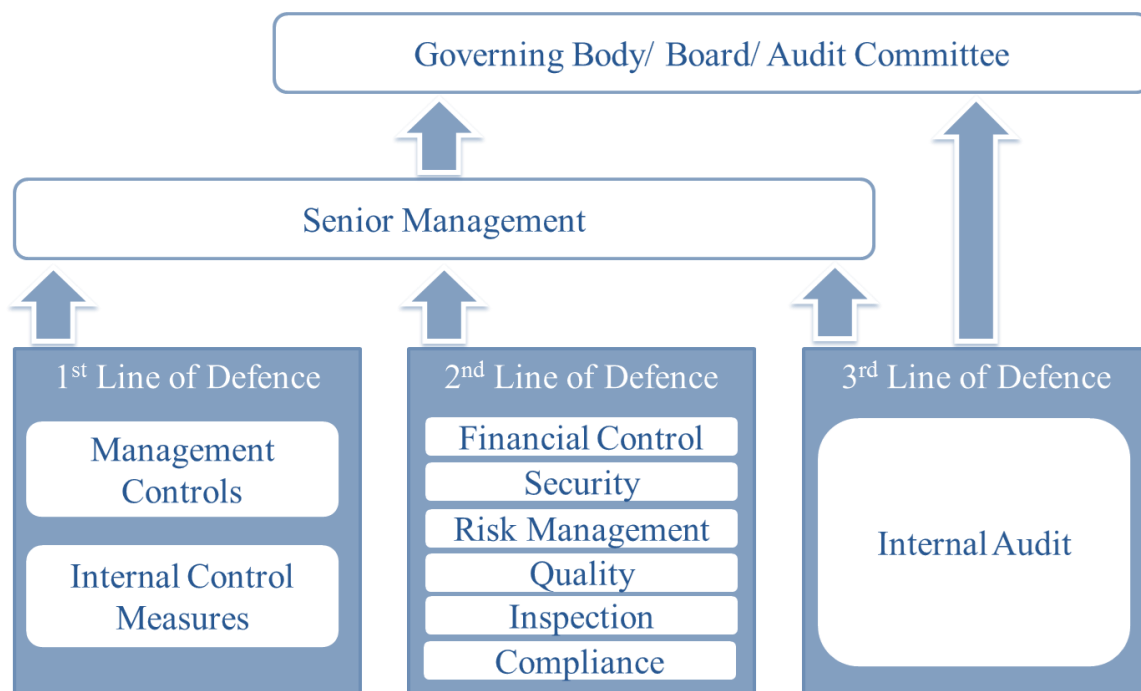 Governing Body/ Board/ Audit Committee
Senior Management
1st Line of Defence
Management
Controls
Internal Control
Measures
2nd Line of Defence
Financial Control
Security
Risk Management
Quality
Inspection
Compliance
3rd Line of Defence
Internal Audit